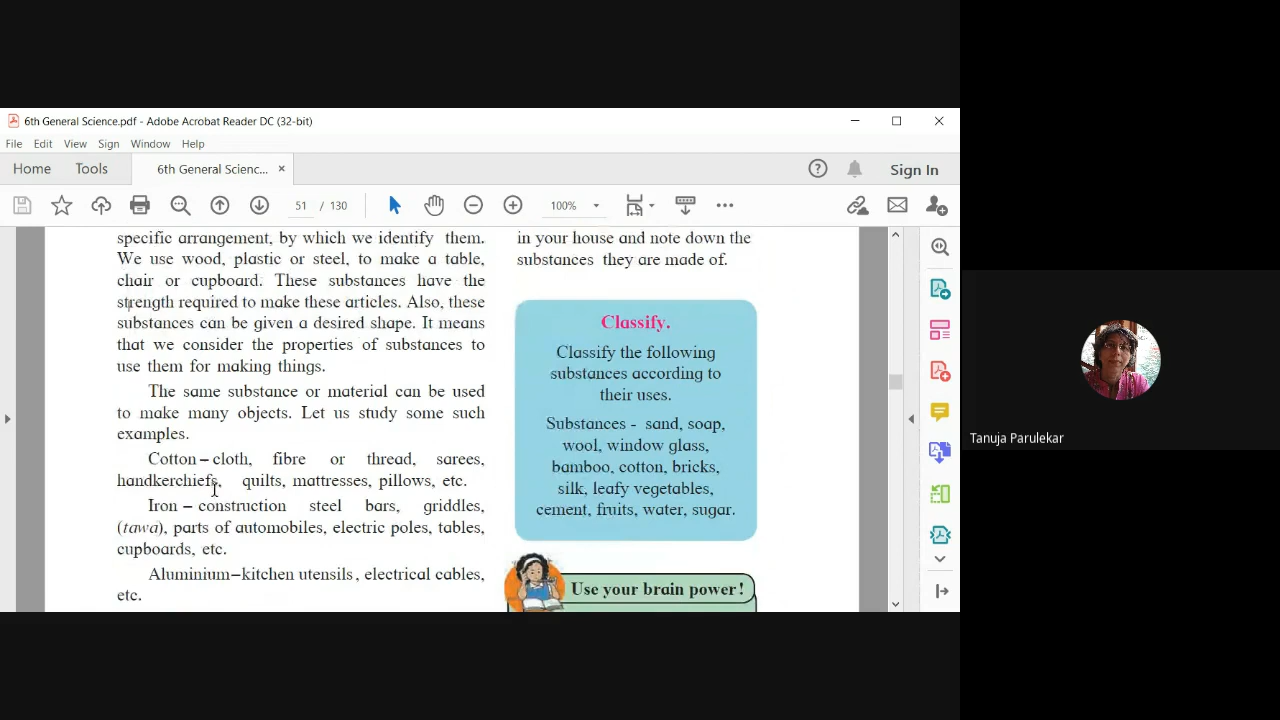 6th General Science.pdf - Adobe Acrobat Reader DC (32-bit)
File Edit View Sign Window Help
Home Tools 6th General Scienc... ×
Sign In
51 / 130 100%
specific arrangement, by which we identify them.
We use wood, plastic or steel, to make a table,
chair or cupboard. These substances have the
strength required to make these articles. Also, these
substances can be given a desired shape. It means
that we consider the properties of substances to
use them for making things.
The same substance or material can be used
to make many objects. Let us study some such
examples.
Cotton – cloth, fibre or thread, sarees,
handkerchiefs, quilts, mattresses, pillows, etc.
Iron – construction steel bars, griddles,
(tawa), parts of automobiles, electric poles, tables,
cupboards, etc.
Aluminium–kitchen utensils, electrical cables,
etc.
in your house and note down the
substances they are made of.
Classify.
Classify the following
substances according to
their uses.
Substances - sand, soap,
wool, window glass,
bamboo, cotton, bricks,
silk, leafy vegetables,
cement, fruits, water, sugar.
Use your brain power!
Tanuja Parulekar